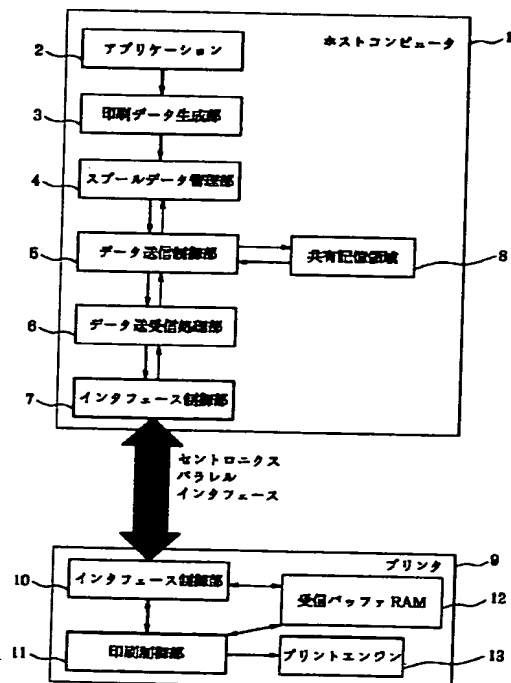 ホストコンピュータ
1
2
アプリケーション
3
印刷データ生成部
4
スプールデータ管理部
5
データ送信制御部
共有記憶領域
8
6
データ送受信処理部
7
インタフェース制御部
セントロニクス
パラレル
インタフェース
プリンタ
9
10
インタフェース制御部
受信バッファRAM
12
11
印刷制御部
プリントエンジン
13